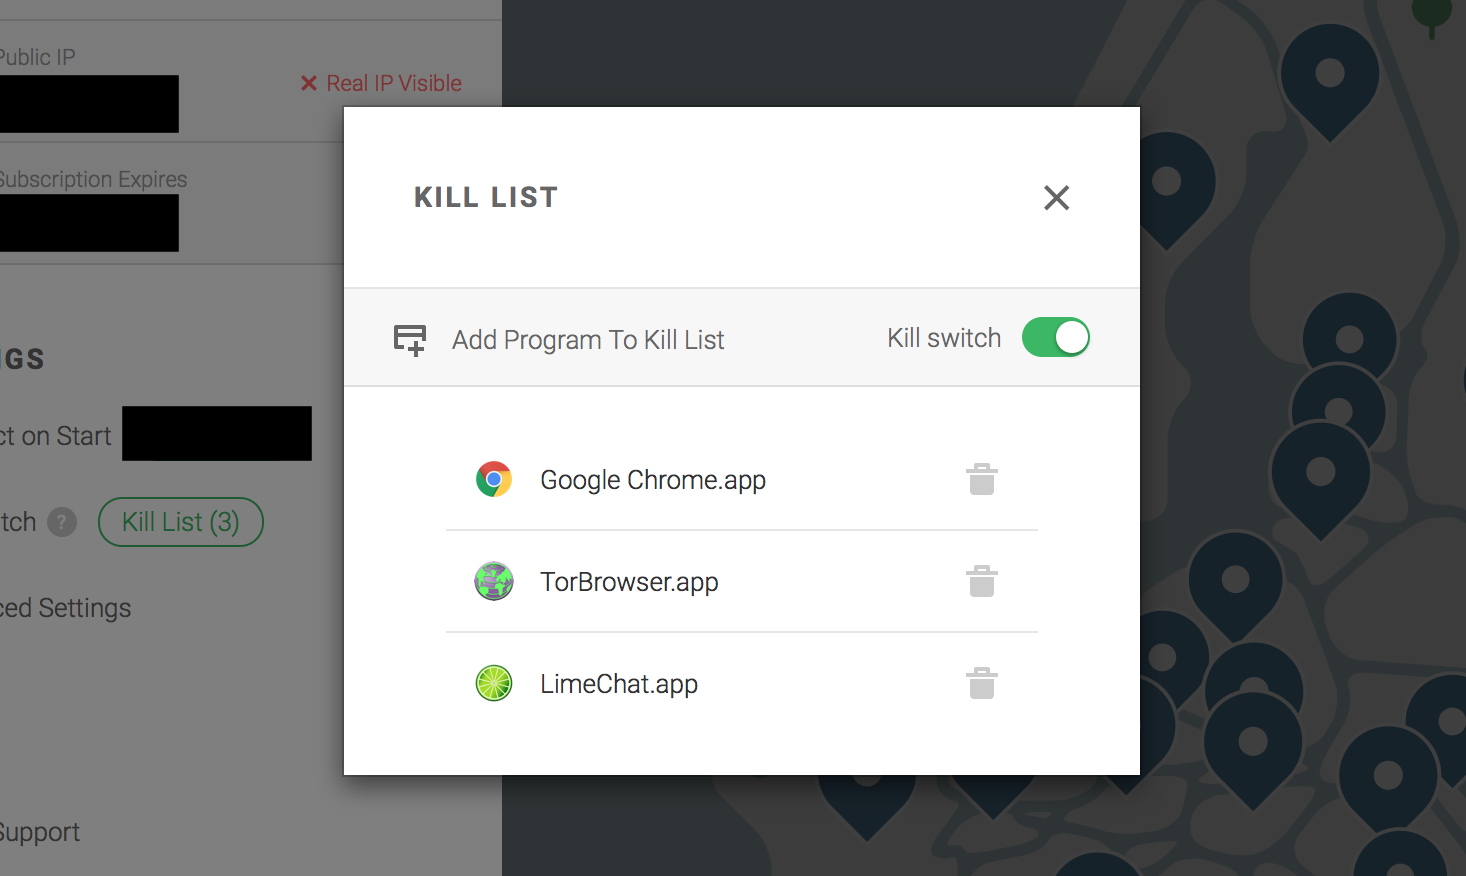 Public IP
Real IP Visible
Subscription Expires
KILL LIST
Add Program To Kill List
Kill switch
NGS
ct on Start
tch ? Kill List (3)
ced Settings
Google Chrome.app
TorBrowser.app
LimeChat.app
Support